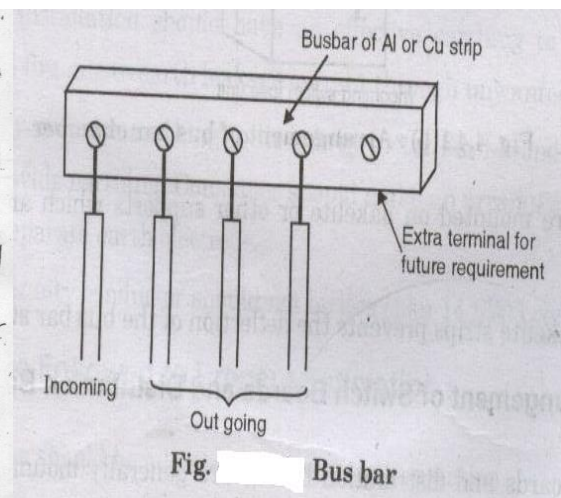 Busbar of Al or Cu strip
Extra terminal for
future requirement
Incoming
Out going
Fig. Bus bar